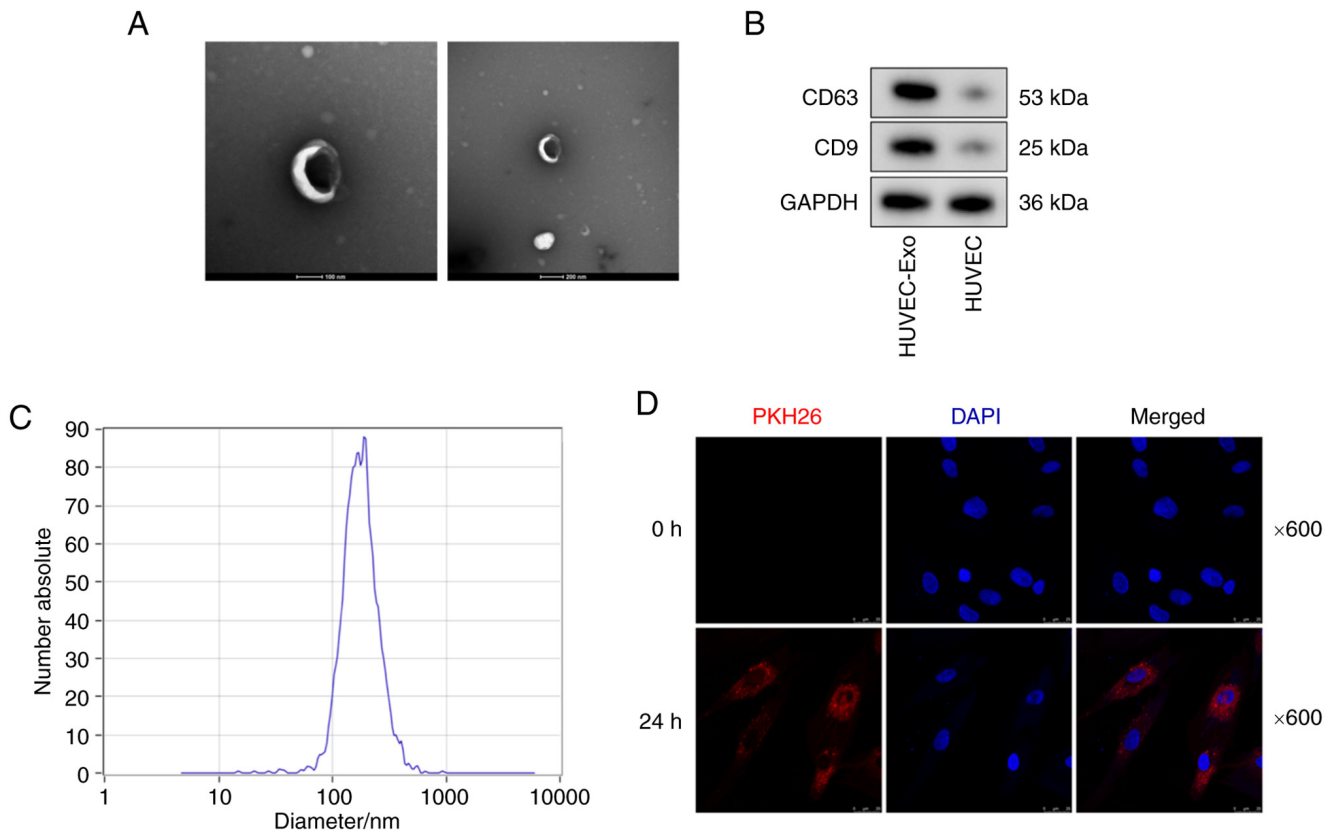 A
100 nm
200 nm
B
CD63
53 kDa
CD9
25 kDa
GAPDH
36 kDa
HUVEC-Exo
HUVEC
C
Number absolute
90
80
70
60
50
40
30
20
10
0
1
10
100
1000
10000
Diameter/nm
D
PKH26
DAPI
Merged
0 h
×600
24 h
×600